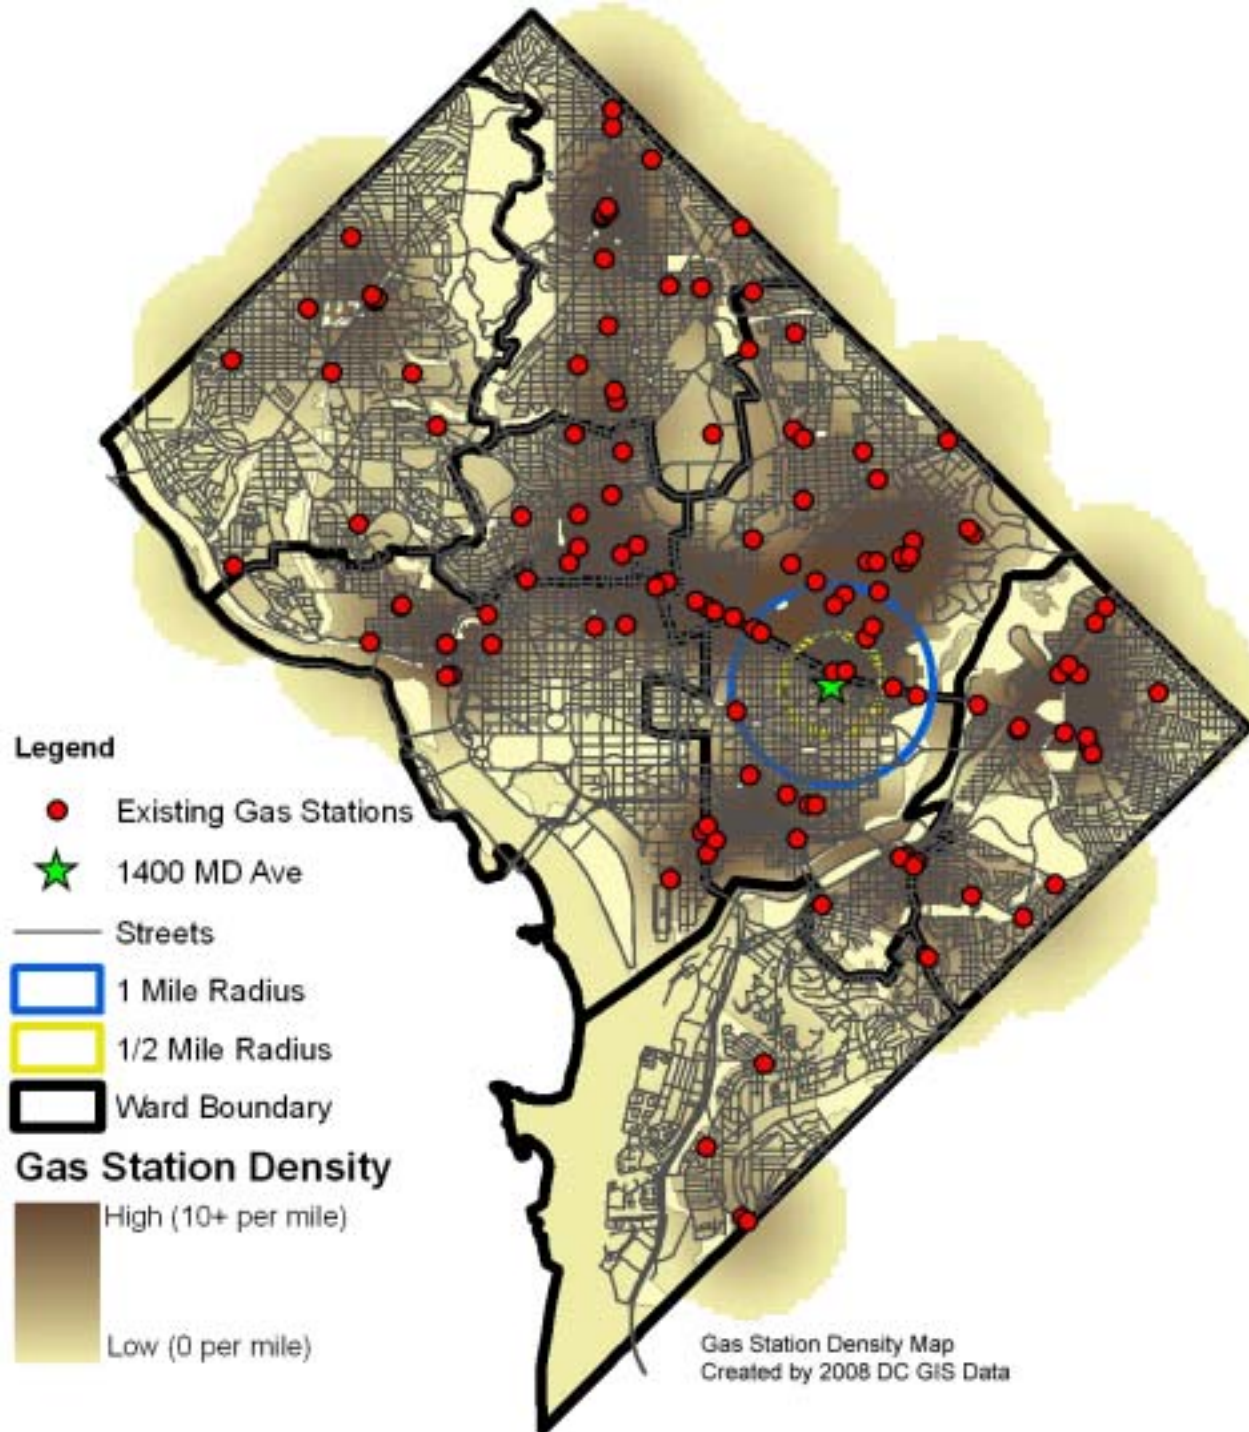 Legend
Existing Gas Stations
1400 MD Ave
Streets
1 Mile Radius
1/2 Mile Radius
Ward Boundary
Gas Station Density
High (10+ per mile)
Low (0 per mile)
Gas Station Density Map
Created by 2008 DC GIS Data